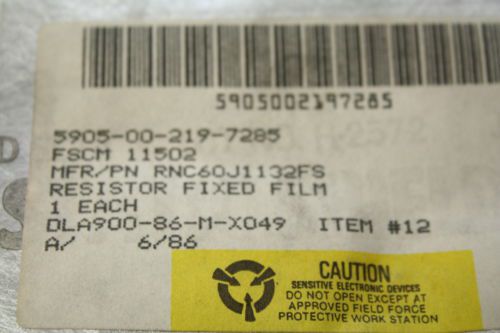 5905002197285
5905-00-219-7285
FSCM 11502
MFR/PN RNC60J1132FS
RESISTOR FIXED FILM
1 EACH
DLA900-86-M-X049 ITEM #12
A/ 6/86
CAUTION
SENSITIVE ELECTRONIC DEVICES
DO NOT OPEN EXCEPT AT
APPROVED FIELD FORCE
PROTECTIVE WORK STATION